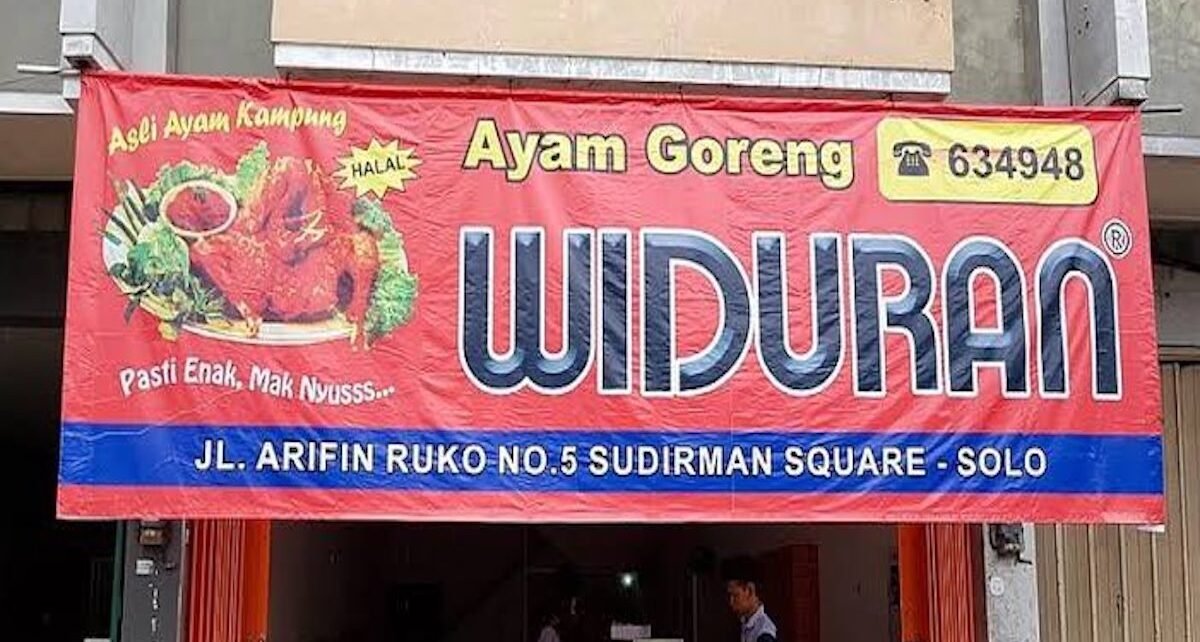 Asli Ayam Kampung
HALAL
Pasti Enak, Mak Nyusss...
Ayam Goreng
☎ 634948
WIDURAN®
JL. ARIFIN RUKO NO.5 SUDIRMAN SQUARE - SOLO